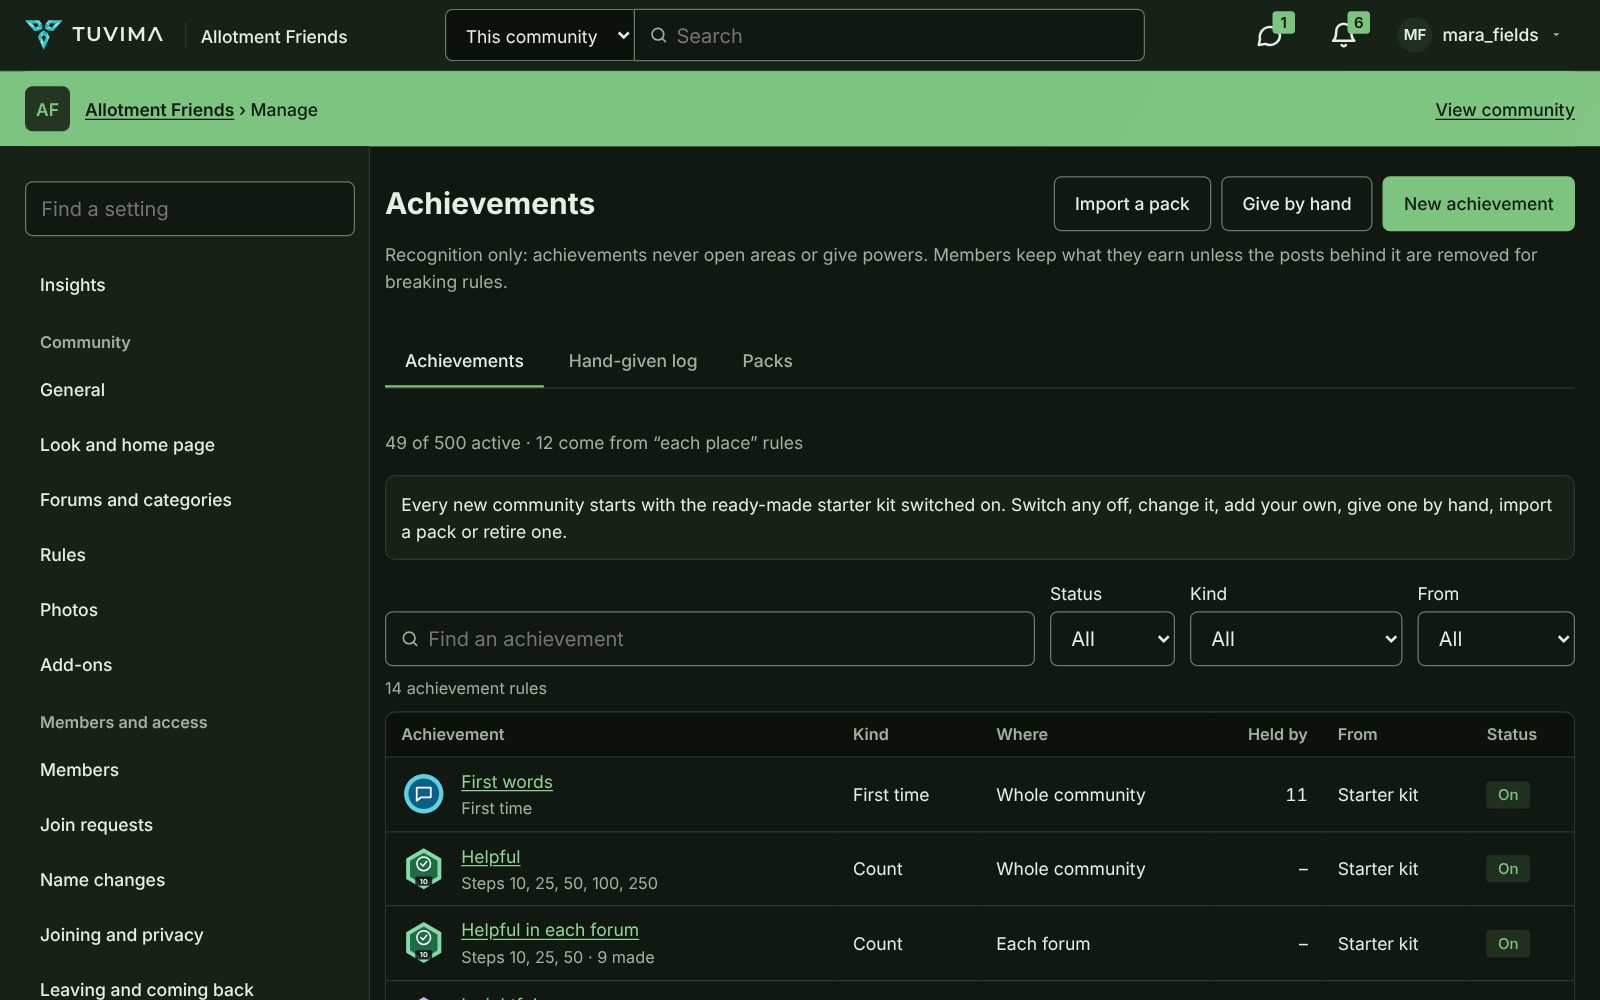 TUVIMA
Allotment Friends
This community
Search
1
6
MF
mara_fields
AF
Allotment Friends › Manage
View community
Find a setting
Insights
Community
General
Look and home page
Forums and categories
Rules
Photos
Add-ons
Members and access
Members
Join requests
Name changes
Joining and privacy
Leaving and coming back
Achievements
Import a pack
Give by hand
New achievement
Recognition only: achievements never open areas or give powers. Members keep what they earn unless the posts behind it are removed for
breaking rules.
Achievements
Hand-given log
Packs
49 of 500 active · 12 come from “each place” rules
Every new community starts with the ready-made starter kit switched on. Switch any off, change it, add your own, give one by hand, import
a pack or retire one.
Status
Kind
From
Find an achievement
All
All
All
14 achievement rules
Achievement Kind Where Held by From Status
First words
First time
First time Whole community 11 Starter kit On
10
Helpful
Steps 10, 25, 50, 100, 250
Count Whole community – Starter kit On
10
Helpful in each forum
Steps 10, 25, 50 · 9 made
Count Each forum – Starter kit On